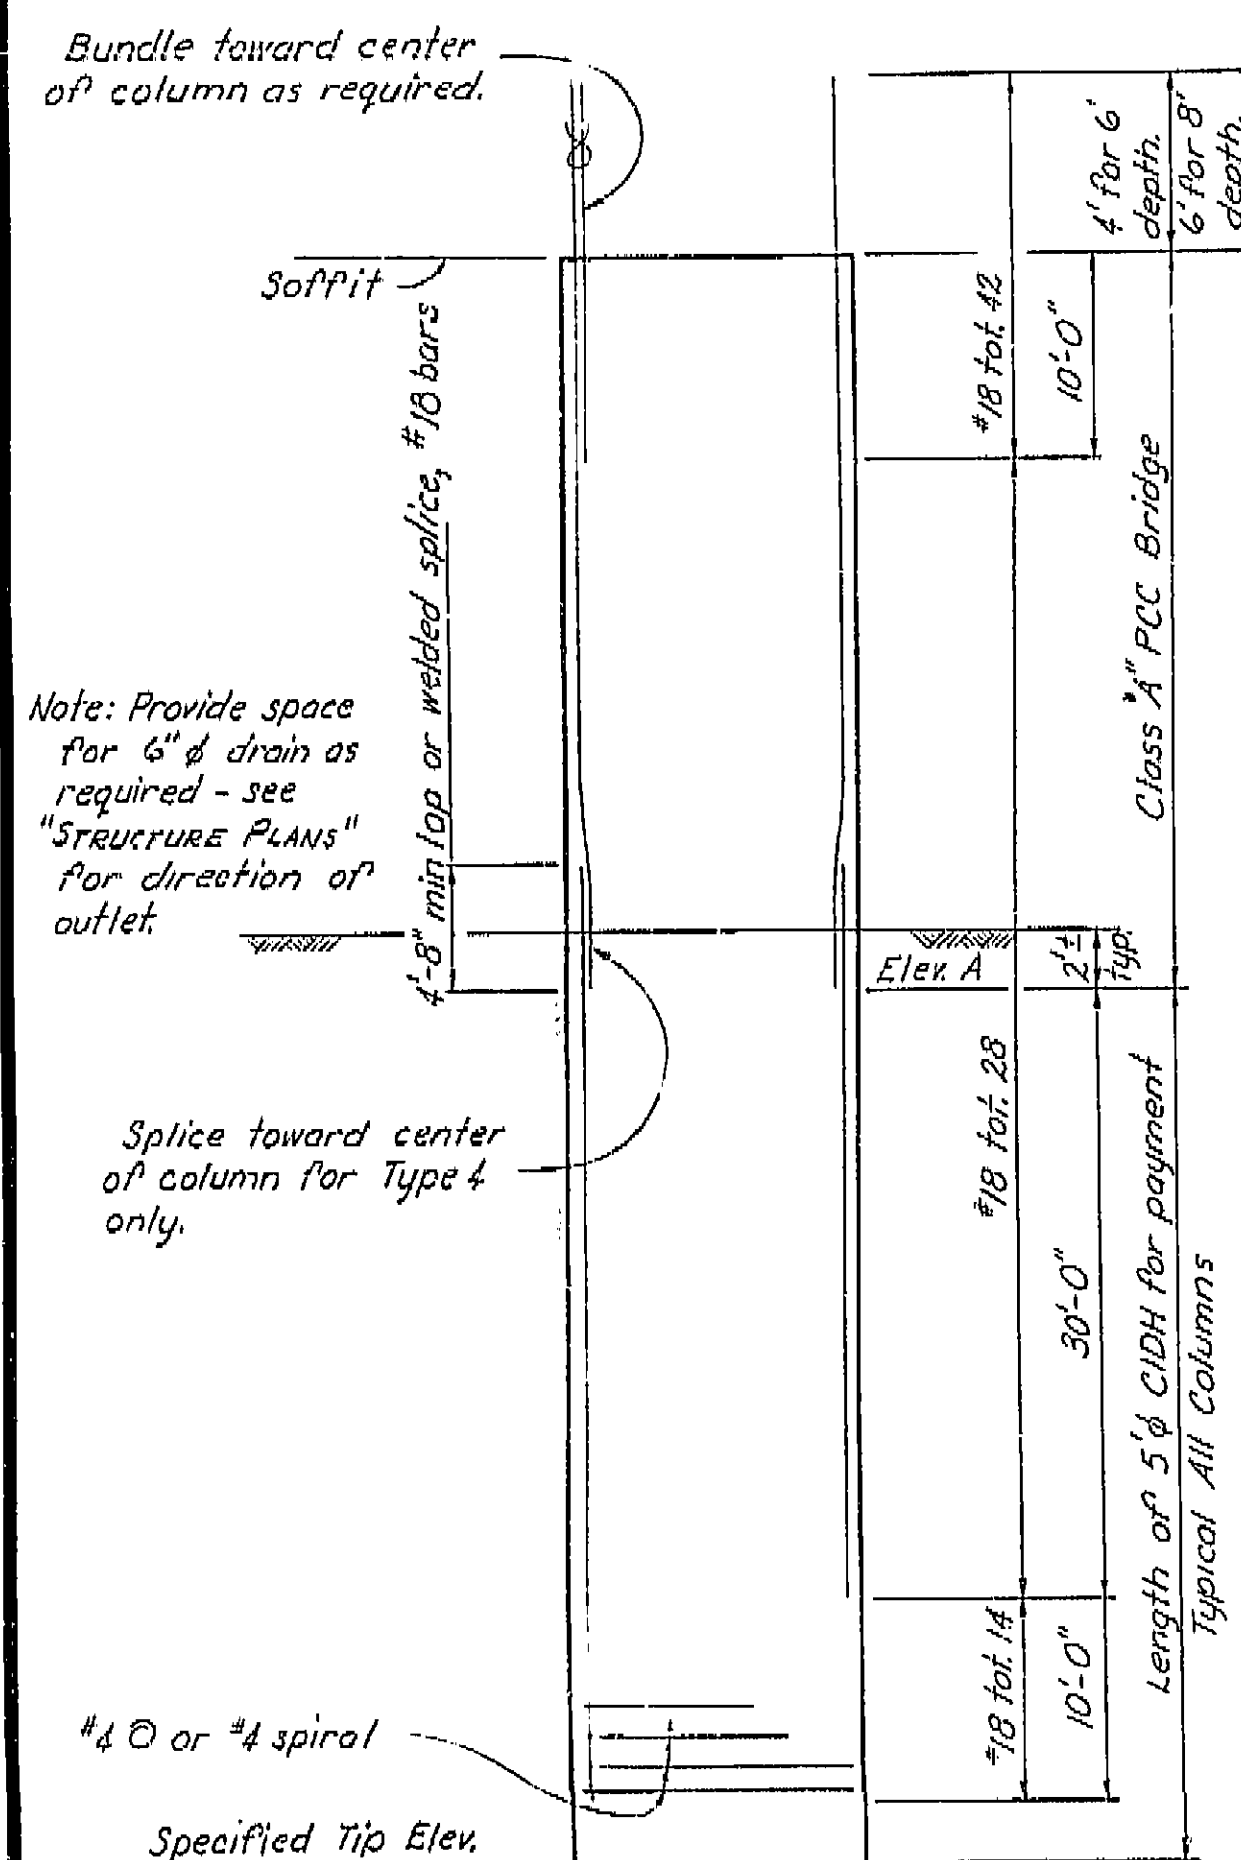 Bundle toward center
of column as required.
4' for 6'
depth.
6' for 8'
depth.
Soffit
#18 tot. 42
10'-0"
4'-8" min lap or welded splice, #18 bars
Class "A" PCC Bridge
Note: Provide space
for 6" ϕ drain as
required - see
"STRUCTURE PLANS"
for direction of
outlet.
Elev. A
2'±
Typ.
Splice toward center
of column for Type 4
only.
#18 tot. 28
30'-0"
Length of 5' ϕ CIDH for payment
Typical All Columns
#18 tot. 14
10'-0"
#4 or #4 spiral
Specified Tip Elev.